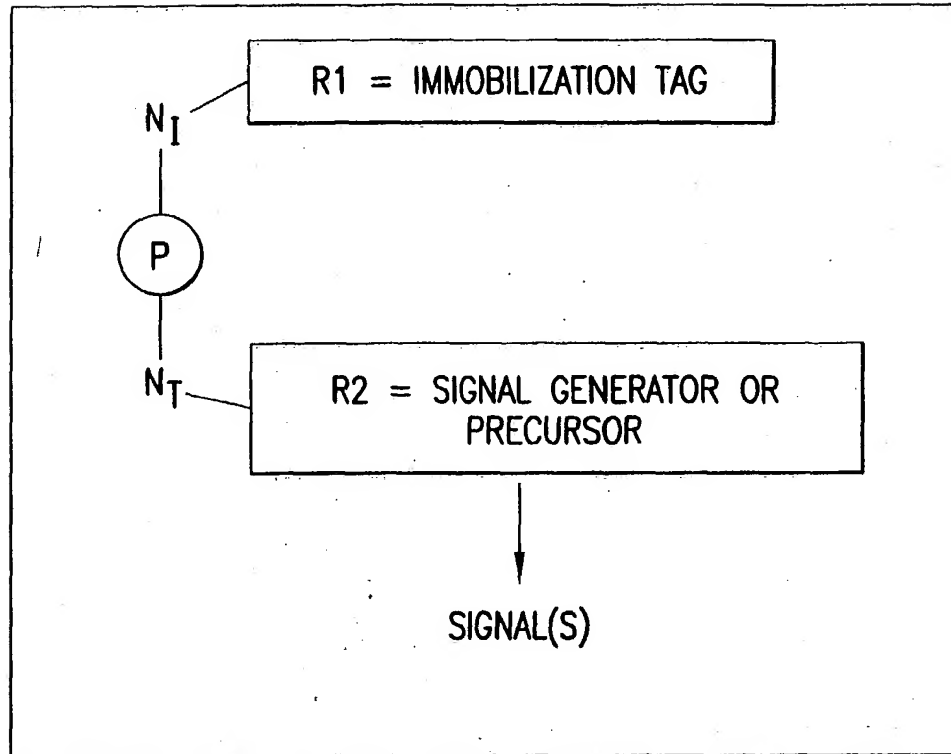 R1 = IMMOBILIZATION TAG
N_I
P
N_T
R2 = SIGNAL GENERATOR OR
PRECURSOR
SIGNAL(S)